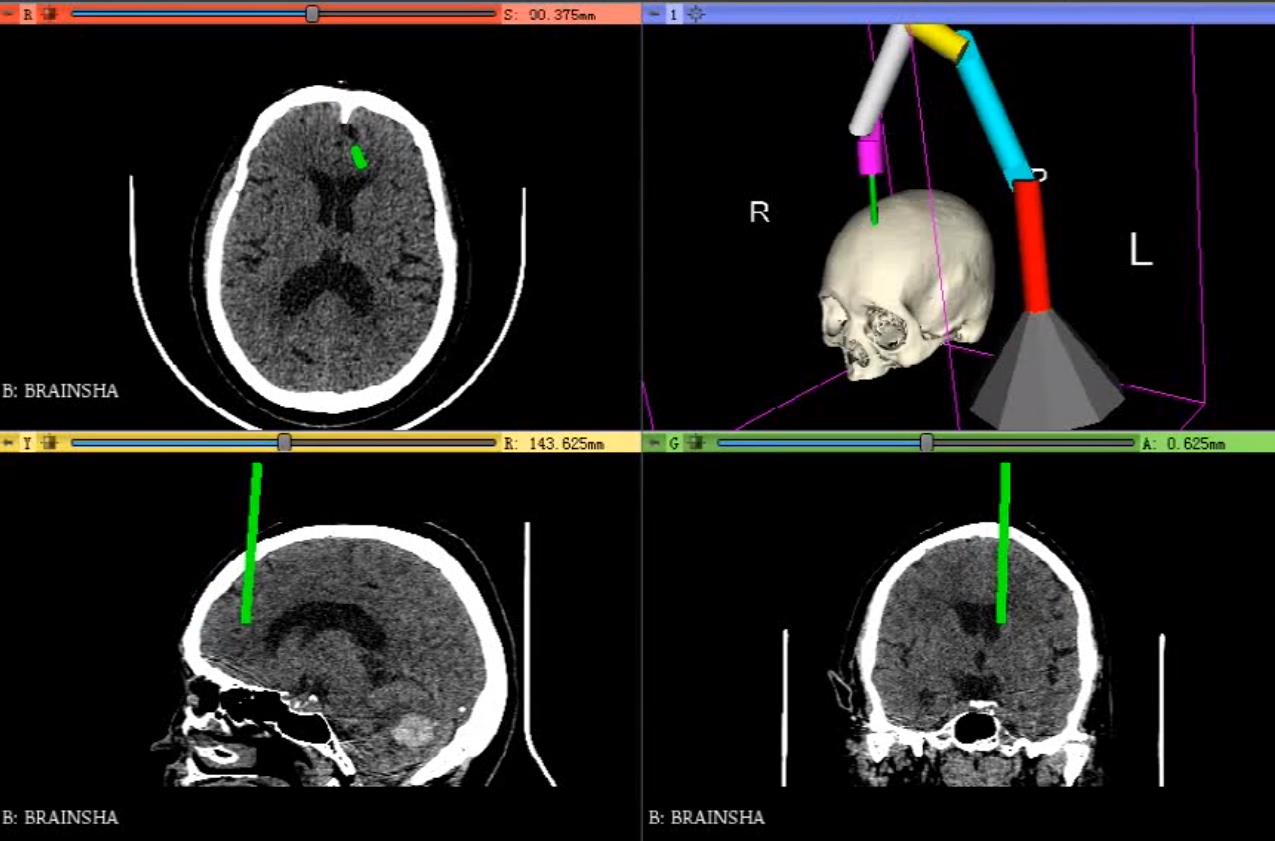 R S: 90.375mm
1
P
R
L
B: BRAINSHA
Y R: 143.625mm
G A: 0.625mm
B: BRAINSHA
B: BRAINSHA